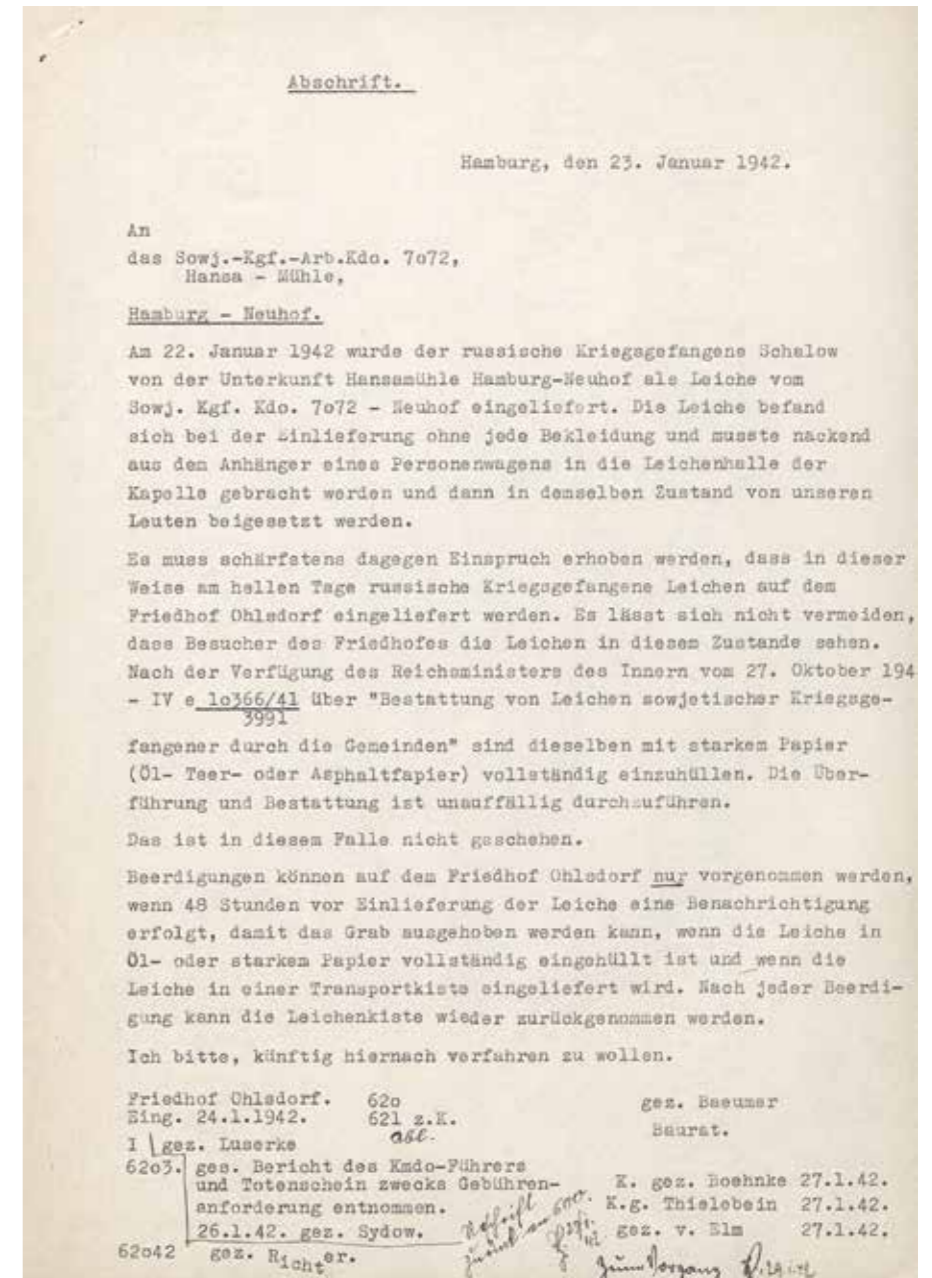 Abschrift.
Hamburg, den 23. Januar 1942.
An
das Sowj.-Kgf.-Arb.Kdo. 7o72,
Hansa - Mühle,
Hamburg - Neuhof.
Am 22. Januar 1942 wurde der russische Kriegsgefangene Schalow
von der Unterkunft Hansamühle Hamburg-Neuhof als Leiche vom
Sowj. Kgf. Kdo. 7o72 - Neuhof eingeliefert. Die Leiche befand
sich bei der Einlieferung ohne jede Bekleidung und musste nackend
aus dem Anhänger eines Personenwagens in die Leichenhalle der
Kapelle gebracht werden und dann in demselben Zustand von unseren
Leuten beigesetzt werden.
Es muss schärfstens dagegen Einspruch erhoben werden, dass in dieser
Weise am hellen Tage russische Kriegsgefangene Leichen auf dem
Friedhof Ohlsdorf eingeliefert werden. Es lässt sich nicht vermeiden,
dass Besucher des Friedhofes die Leichen in diesem Zustande sehen.
Nach der Verfügung des Reichsministers des Innern vom 27. Oktober 194
- IV e 1o366/41 über "Bestattung von Leichen sowjetischer Kriegsge-
3991
fangener durch die Gemeinden" sind dieselben mit starkem Papier
(Öl- Teer- oder Asphaltfapier) vollständig einzuhüllen. Die Über-
führung und Bestattung ist unauffällig durchzuführen.
Das ist in diesem Falle nicht geschehen.
Beerdigungen können auf dem Friedhof Ohlsdorf nur vorgenommen werden,
wenn 48 Stunden vor Einlieferung der Leiche eine Benachrichtigung
erfolgt, damit das Grab ausgehoben werden kann, wenn die Leiche in
Öl- oder starkem Papier vollständig eingehüllt ist und wenn die
Leiche in einer Transportkiste eingeliefert wird. Nach jeder Beerdi-
gung kann die Leichenkiste wieder zurückgenommen werden.
Ich bitte, künftig hiernach verfahren zu wollen.
Friedhof Ohlsdorf. 62o gez. Baeumer
Eing. 24.1.1942. 621 z.K. Baurat.
I gez. Luserke
62o3. ges. Bericht des Kmdo-Führers
und Totenschein zwecks Gebühren- K. gez. Boehnke 27.1.42.
anforderung entnommen. K.g. Thielebein 27.1.42.
26.1.42. gez. Sydow. gez. v. Elm 27.1.42.
62o42 gez. Richter.
zum Vorgang